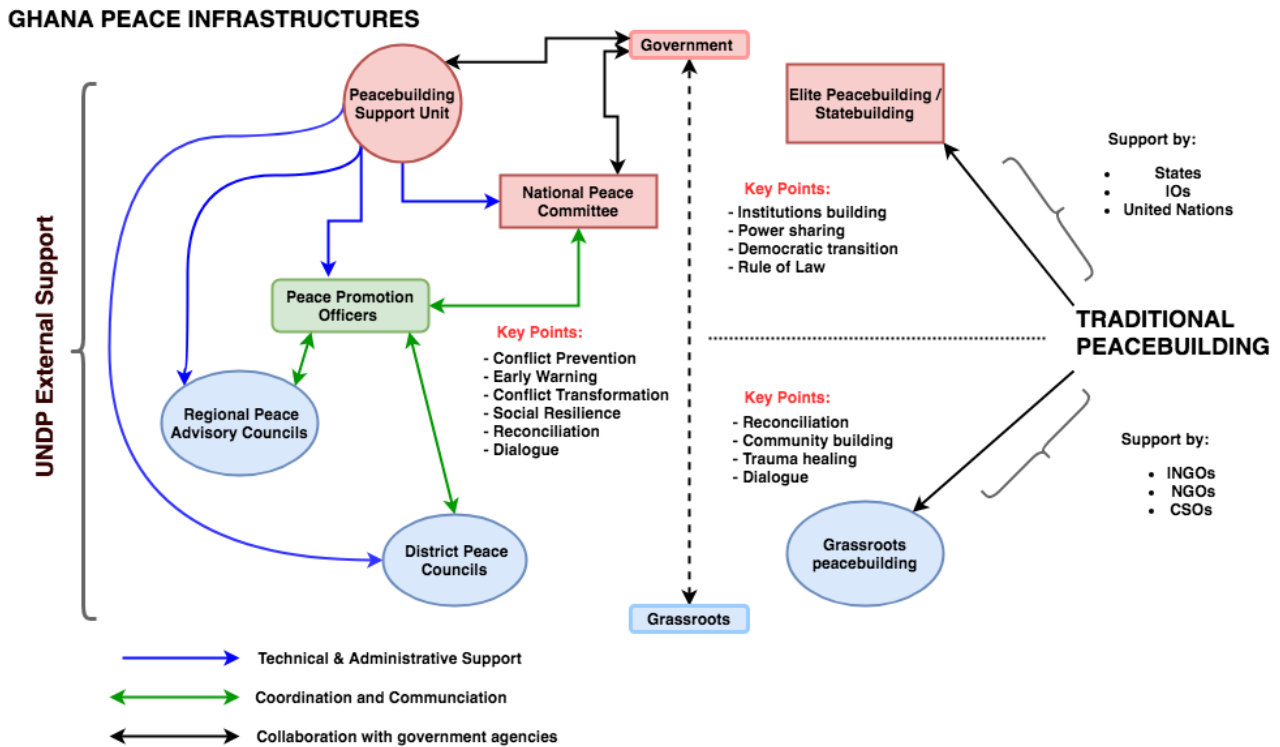 GHANA PEACE INFRASTRUCTURES
Government
Peacebuilding
Support Unit
Elite Peacebuilding /
Statebuilding
Support by:
• States
• IOs
• United Nations
National Peace
Committee
Key Points:
- Institutions building
- Power sharing
- Democratic transition
- Rule of Law
UNDP External Support
Peace Promotion
Officers
Key Points:
- Conflict Prevention
- Early Warning
- Conflict Transformation
- Social Resilience
- Reconciliation
- Dialogue
TRADITIONAL
PEACEBUILDING
Regional Peace
Advisory Councils
Key Points:
- Reconciliation
- Community building
- Trauma healing
- Dialogue
Support by:
• INGOs
• NGOs
• CSOs
District Peace
Councils
Grassroots
peacebuilding
Grassroots
Technical & Administrative Support
Coordination and Communciation
Collaboration with government agencies